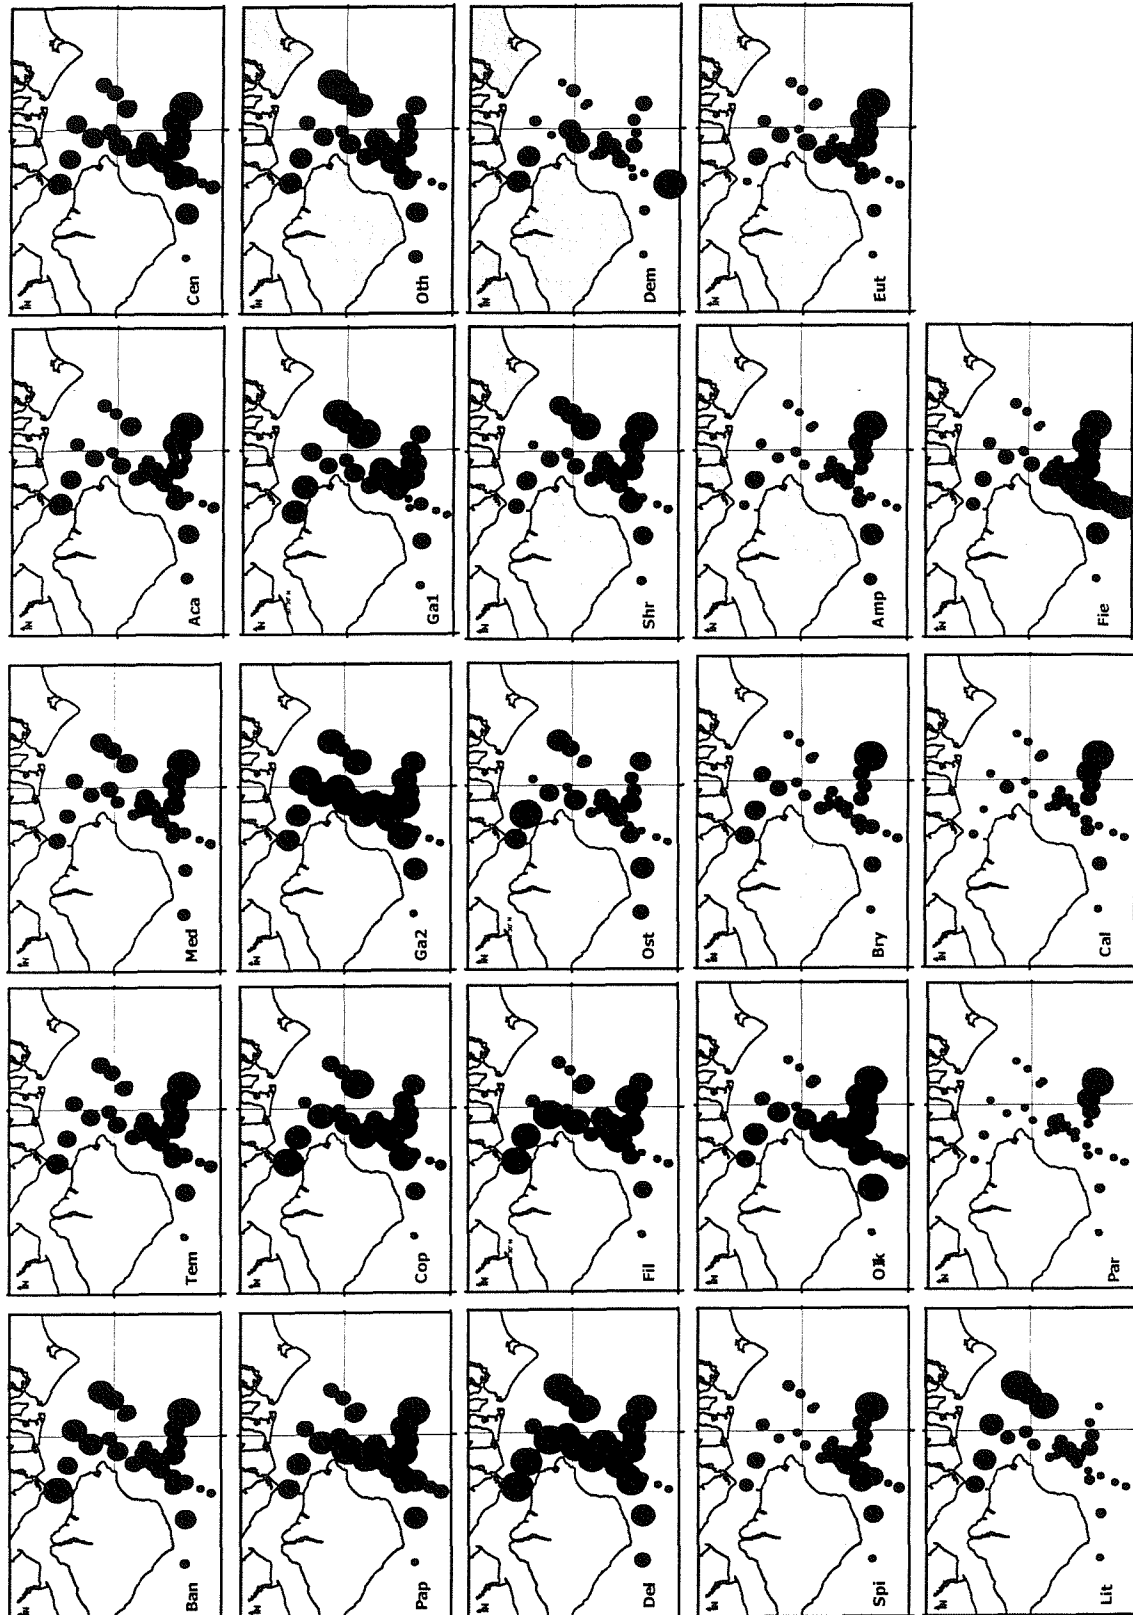 Ban
Tem
Med
Aca
Cen
Pap
Cop
Ga2
Ga1
Oth
Del
Fil
Ost
Shr
Dem
Spi
Bry
Amp
Eut
Lit
Par
Cal
Fie